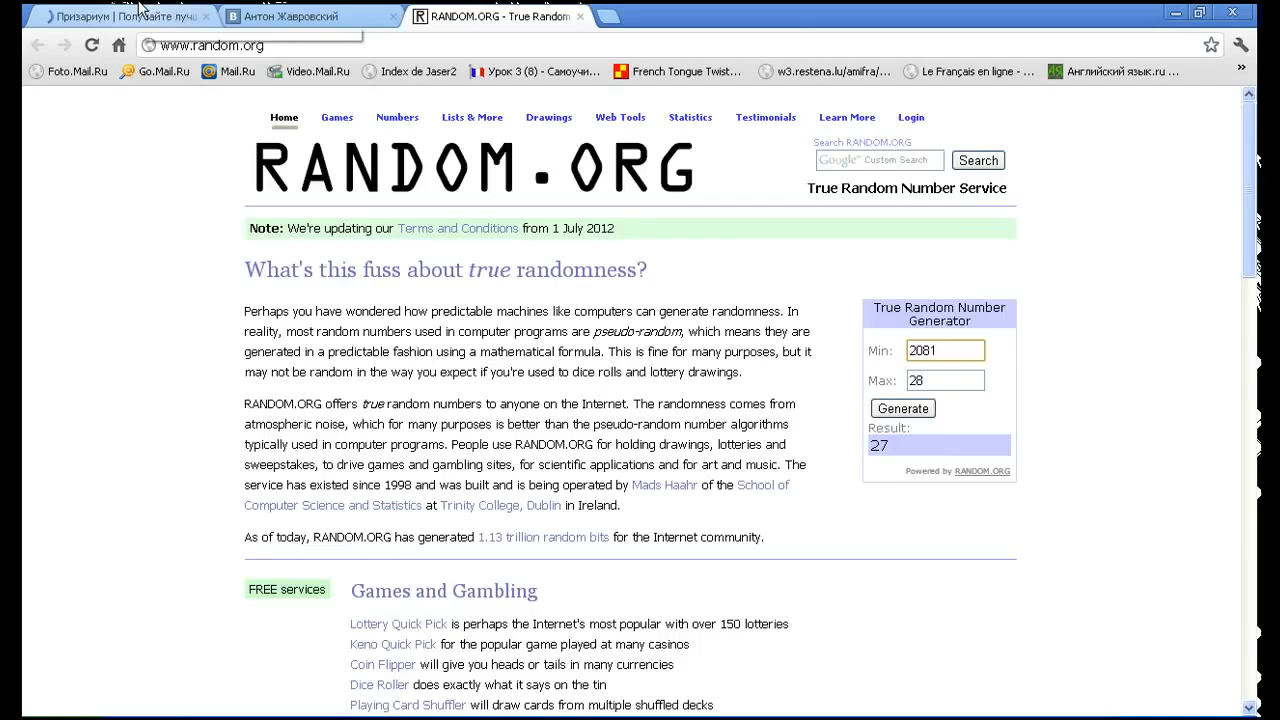 Призариум | Получайте лучш
Антон Жавровский
RANDOM.ORG - True Random
www.random.org
Foto.Mail.Ru
Go.Mail.Ru
Mail.Ru
Video.Mail.Ru
Index de Jaser2
Урок 3 (8) - Самоучи...
French Tongue Twist...
w3.restena.lu/amifra/...
Le Français en ligne - ...
Английский язык.ru ...
»
Home Games Numbers Lists & More Drawings Web Tools Statistics Testimonials Learn More Login
RANDOM.ORG
Search RANDOM.ORG
Google™ Custom Search
Search
True Random Number Service
Note: We're updating our Terms and Conditions from 1 July 2012
What's this fuss about true randomness?
Perhaps you have wondered how predictable machines like computers can generate randomness. In
reality, most random numbers used in computer programs are pseudo-random, which means they are
generated in a predictable fashion using a mathematical formula. This is fine for many purposes, but it
may not be random in the way you expect if you're used to dice rolls and lottery drawings.
RANDOM.ORG offers true random numbers to anyone on the Internet. The randomness comes from
atmospheric noise, which for many purposes is better than the pseudo-random number algorithms
typically used in computer programs. People use RANDOM.ORG for holding drawings, lotteries and
sweepstakes, to drive games and gambling sites, for scientific applications and for art and music. The
service has existed since 1998 and was built and is being operated by Mads Haahr of the School of
Computer Science and Statistics at Trinity College, Dublin in Ireland.
As of today, RANDOM.ORG has generated 1.13 trillion random bits for the Internet community.
True Random Number
Generator
Min: 2081
Max: 28
Generate
Result:
27
Powered by RANDOM.ORG
FREE services
Games and Gambling
Lottery Quick Pick is perhaps the Internet's most popular with over 150 lotteries
Keno Quick Pick for the popular game played at many casinos
Coin Flipper will give you heads or tails in many currencies
Dice Roller does exactly what it says on the tin
Playing Card Shuffler will draw cards from multiple shuffled decks